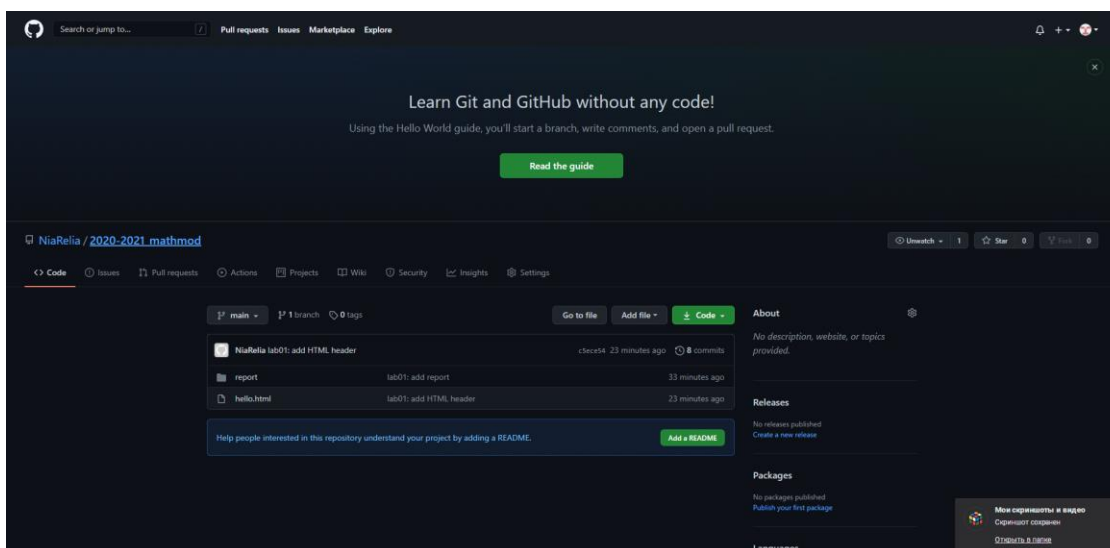 Search or jump to... /
Pull requests Issues Marketplace Explore
Learn Git and GitHub without any code!
Using the Hello World guide, you'll start a branch, write comments, and open a pull request.
Read the guide
NiaRelia / 2020-2021_mathmod
Unwatch 1 Star 0 Fork 0
Code Issues Pull requests Actions Projects Wiki Security Insights Settings
main 1 branch 0 tags Go to file Add file Code
NiaRelia lab01: add HTML header c5ece54 23 minutes ago 8 commits
report lab01: add report 33 minutes ago
hello.html lab01: add HTML header 23 minutes ago
Help people interested in this repository understand your project by adding a README. Add a README
About
No description, website, or topics
provided.
Releases
No releases published
Create a new release
Packages
No packages published
Publish your first package
Languages
Мои скриншоты и видео
Скриншот сохранен
Открыть в папке